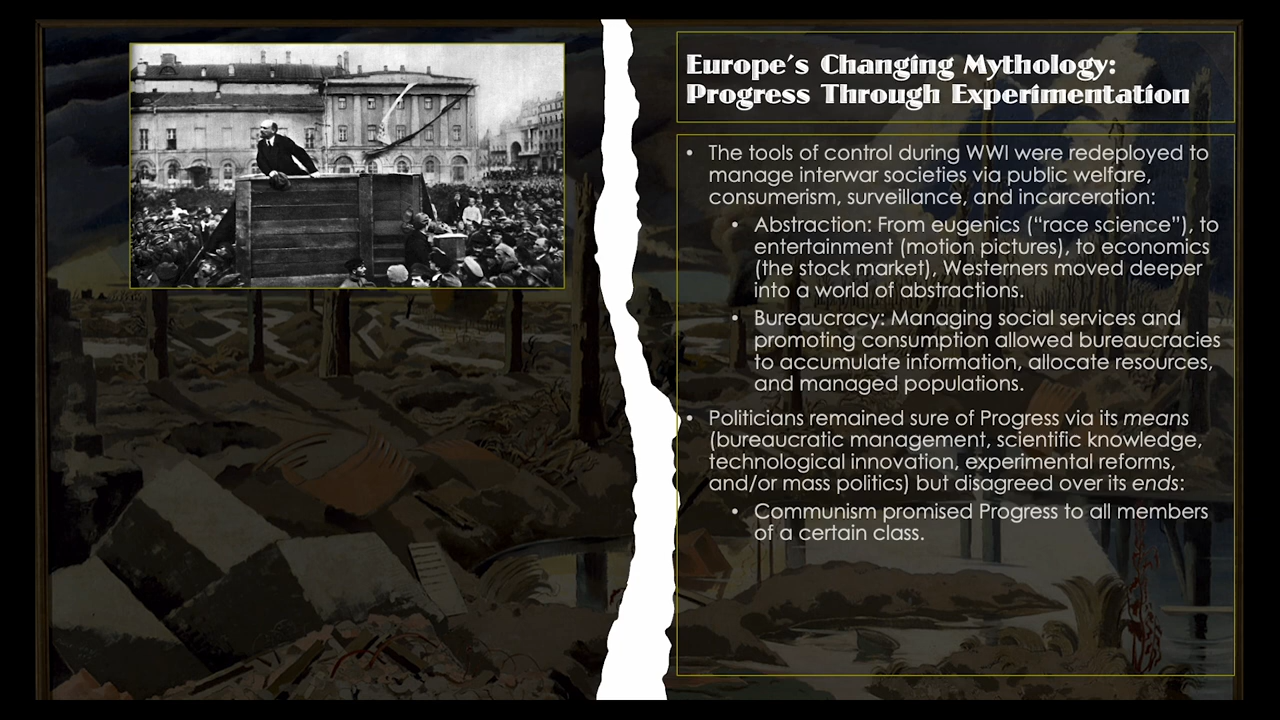 Europe's Changing Mythology:
Progress Through Experimentation
• The tools of control during WWI were redeployed to
manage interwar societies via public welfare,
consumerism, surveillance, and incarceration:
• Abstraction: From eugenics (“race science”), to
entertainment (motion pictures), to economics
(the stock market), Westerners moved deeper
into a world of abstractions.
• Bureaucracy: Managing social services and
promoting consumption allowed bureaucracies
to accumulate information, allocate resources,
and managed populations.
• Politicians remained sure of Progress via its means
(bureaucratic management, scientific knowledge,
technological innovation, experimental reforms,
and/or mass politics) but disagreed over its ends:
• Communism promised Progress to all members
of a certain class.